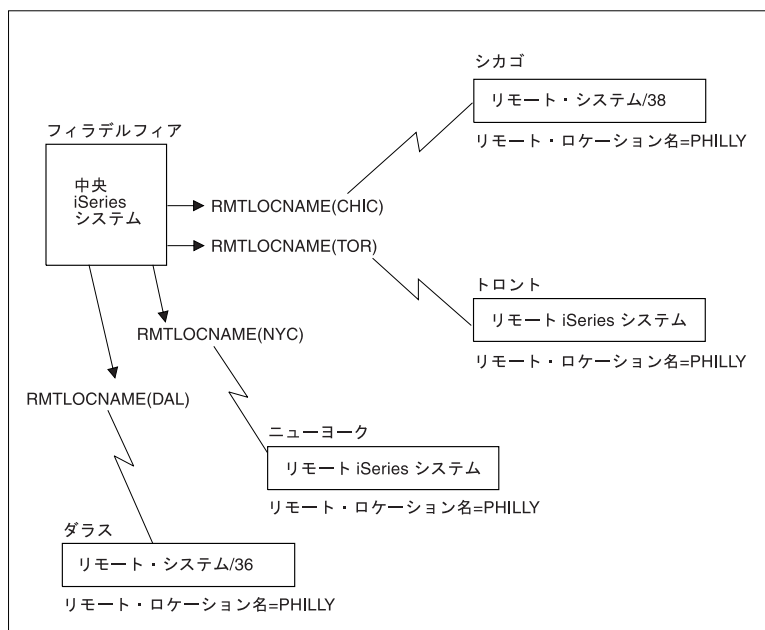 シカゴ
リモート・システム/38
リモート・ロケーション名=PHILLY
フィラデルフィア
中央
iSeries
システム
RMTLOCNAME(CHIC)
RMTLOCNAME(TOR)
トロント
リモート iSeries システム
リモート・ロケーション名=PHILLY
RMTLOCNAME(NYC)
RMTLOCNAME(DAL)
ニューヨーク
リモート iSeries システム
リモート・ロケーション名=PHILLY
ダラス
リモート・システム/36
リモート・ロケーション名=PHILLY